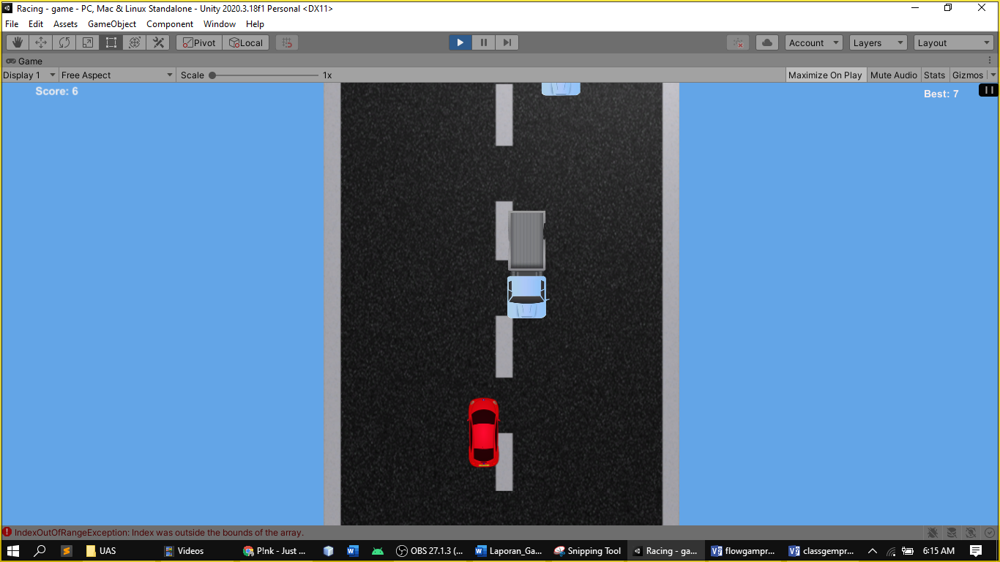 Racing - game - PC, Mac & Linux Standalone - Unity 2020.3.18f1 Personal <DX11>
File Edit Assets GameObject Component Window Help
Pivot Local Account Layers Layout
Game
Display 1 Free Aspect Scale 1x Maximize On Play Mute Audio Stats Gizmos
Score: 6 Best: 7
IndexOutOfRangeException: Index was outside the bounds of the array.
UAS Videos P!nk - Just ... OBS 27.1.3 (... Laporan_Ga... Snipping Tool Racing - ga... flowgampr... classgempr... 6:15 AM